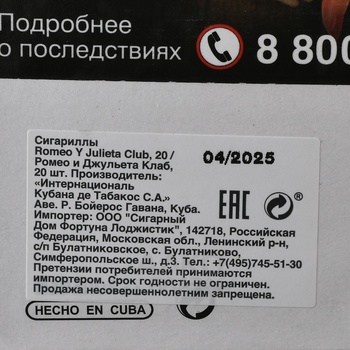 Подробнее
о последствиях
8 800
Сигариллы
Romeo Y Julieta Club, 20 /
Ромео и Джульета Клаб,
20 шт. Производитель:
«Интернациональ
Кубана де Табакос С.А.»
Аве. Р. Бойерос Гавана, Куба.
Импортер: ООО "Сигарный
Дом Фортуна Лоджистик", 142718, Российская
Федерация, Московская обл., Ленинский р-н,
с/п Булатниковское, с. Булатниково,
Симферопольское ш., д.3. Тел.: +7(495)745-51-30
Претензии потребителей принимаются
импортером. Срок годности не ограничен.
Продажа несовершеннолетним запрещена.
04/2025
EAC
HECHO EN CUBA